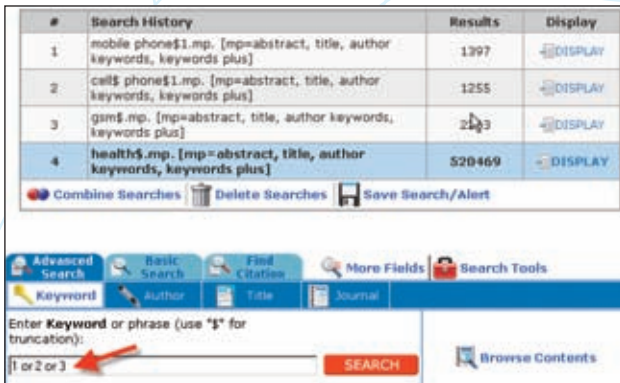 # Search History Results Display
1 mobile phone$1.mp. [mp=abstract, title, author keywords, keywords plus] 1397 DISPLAY
2 cell$ phone$1.mp. [mp=abstract, title, author keywords, keywords plus] 1255 DISPLAY
3 gsm$.mp. [mp=abstract, title, author keywords, keywords plus] DISPLAY
4 health$.mp. [mp=abstract, title, author keywords, keywords plus] 520469 DISPLAY
Combine Searches Delete Searches Save Search/Alert
Advanced Search Basic Search Find Citation More Fields Search Tools
Keyword Author Title Journal
Enter Keyword or phrase (use "$" for
truncation):
1 or 2 or 3 SEARCH Browse Contents